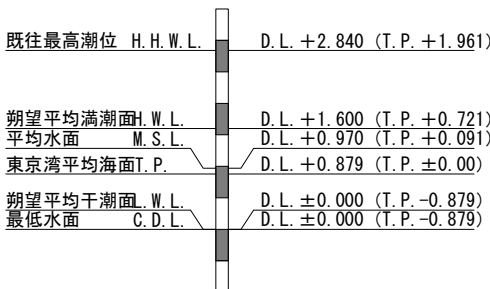 既往最高潮位 H.H.W.L. D.L.+2.840 (T.P.+1.961)
朔望平均満潮面H.W.L. D.L.+1.600 (T.P.+0.721)
平均水面 M.S.L. D.L.+0.970 (T.P.+0.091)
東京湾平均海面T.P. D.L.+0.879 (T.P.±0.00)
朔望平均干潮面L.W.L. D.L.±0.000 (T.P.-0.879)
最低水面 C.D.L. D.L.±0.000 (T.P.-0.879)